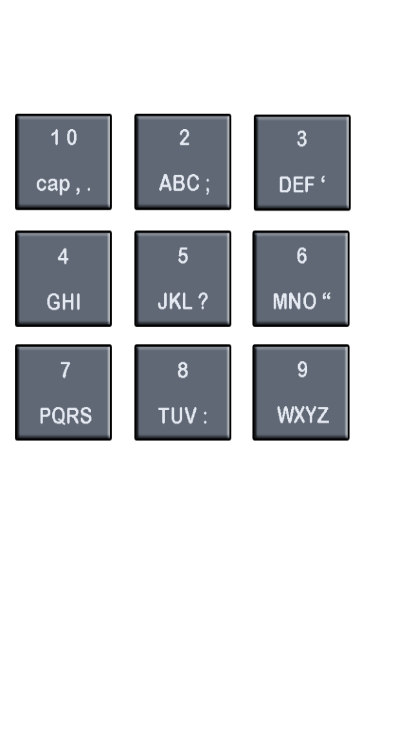 1 0
cap , .
2
ABC ;
3
DEF ‘
4
GHI
5
JKL ?
6
MNO “
7
PQRS
8
TUV :
9
WXYZ